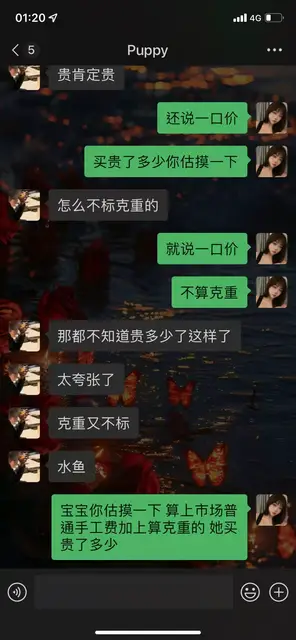 01:20
4G
5
Puppy
贵肯定贵
还说一口价
买贵了多少你估摸一下
怎么不标克重的
就说一口价
不算克重
那都不知道贵多少了这样了
太夸张了
克重又不标
水鱼
宝宝你估摸一下 算上市场普
通手工费加上算克重的 她买
贵了多少